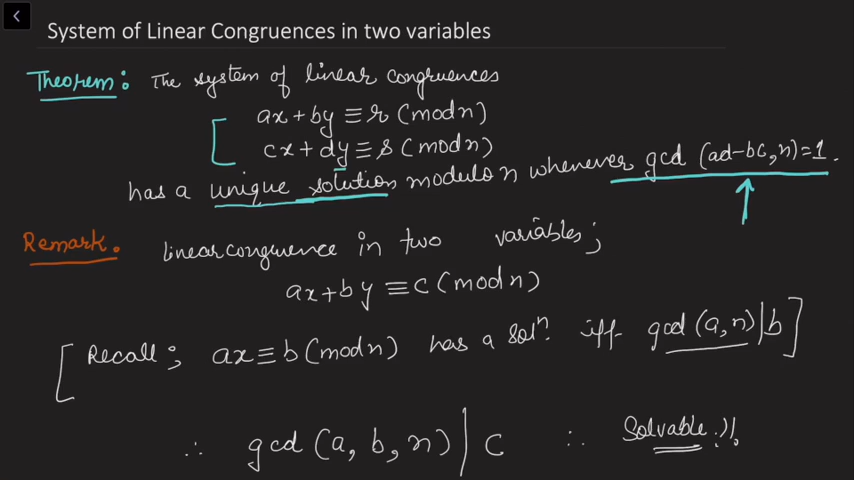 System of Linear Congruences in two variables
Theorem: The system of linear congruences
ax+by ≡ r (mod n)
cx+dy ≡ s (mod n)
has a unique solution modulo n whenever gcd (ad-bc, n)=1.
Remark. linear congruence in two variables;
ax+by ≡ c (mod n)
[Recall; ax ≡ b (mod n) has a solⁿ. iff gcd (a, n) | b]
∴ gcd (a, b, n) | c ∴ Solvable.!!